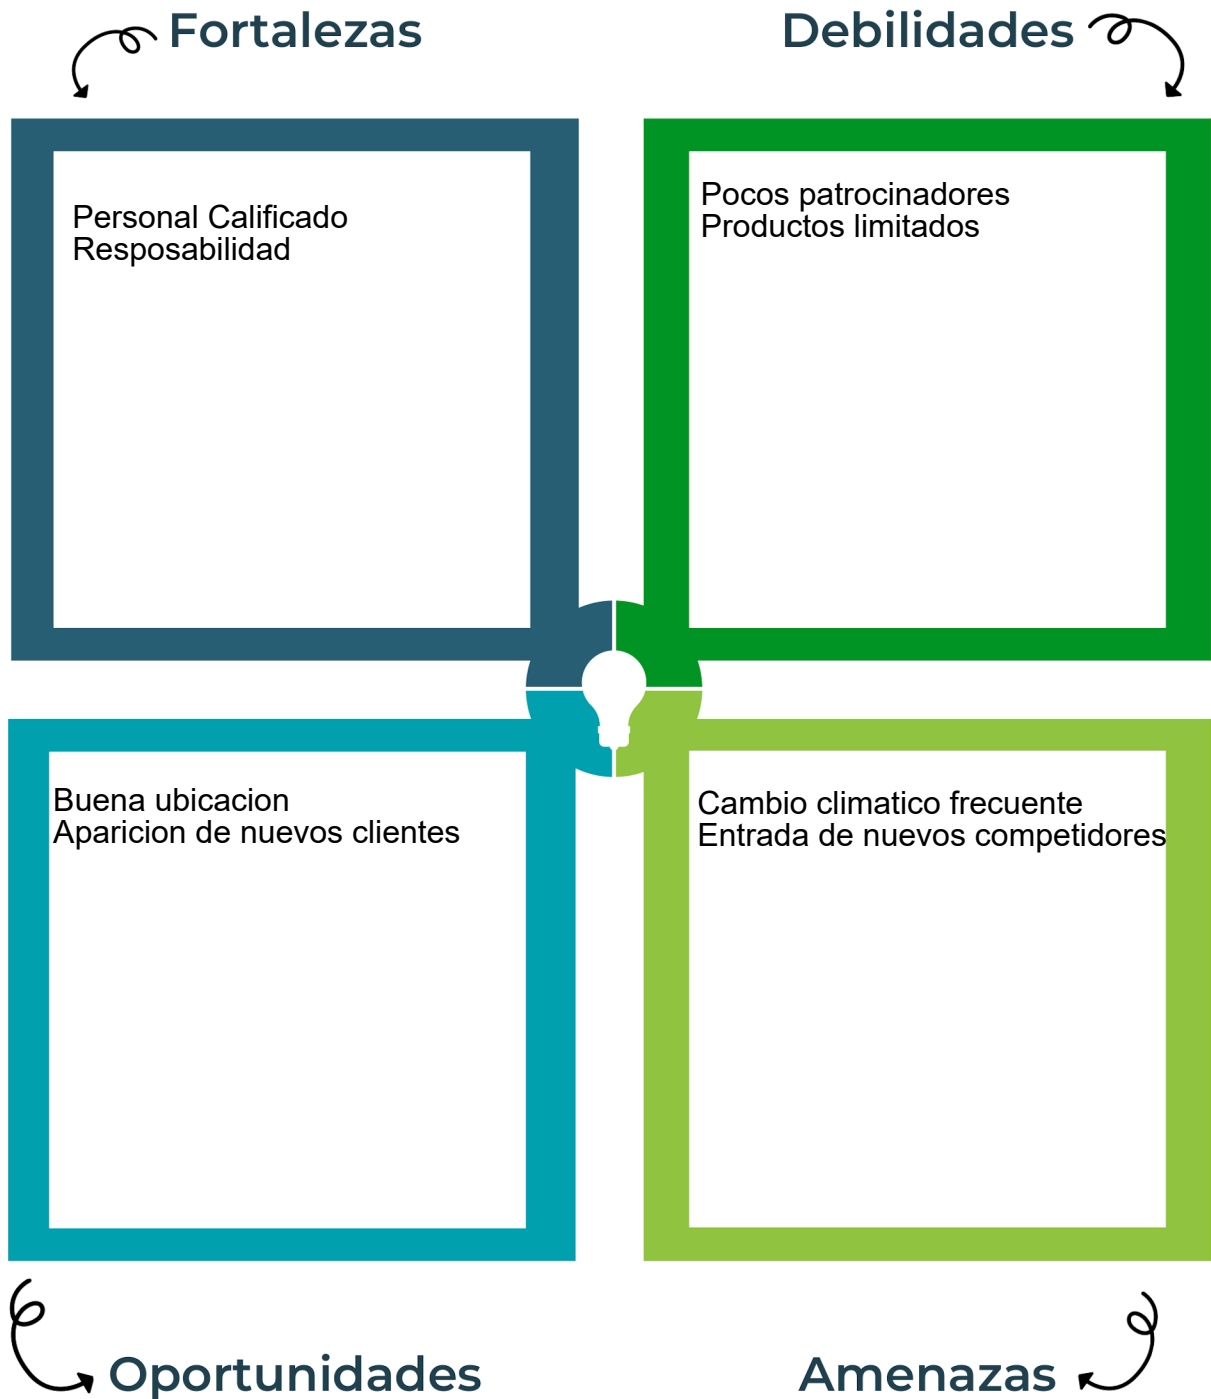 Fortalezas
Debilidades
Personal Calificado
Resposabilidad
Pocos patrocinadores
Productos limitados
Buena ubicacion
Aparicion de nuevos clientes
Cambio climatico frecuente
Entrada de nuevos competidores
Oportunidades
Amenazas